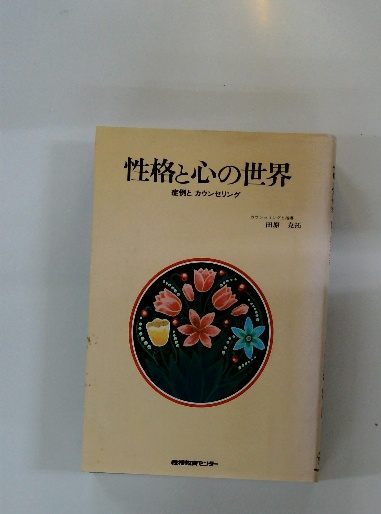 性格と心の世界
症例と カウンセリング
田原 克拓